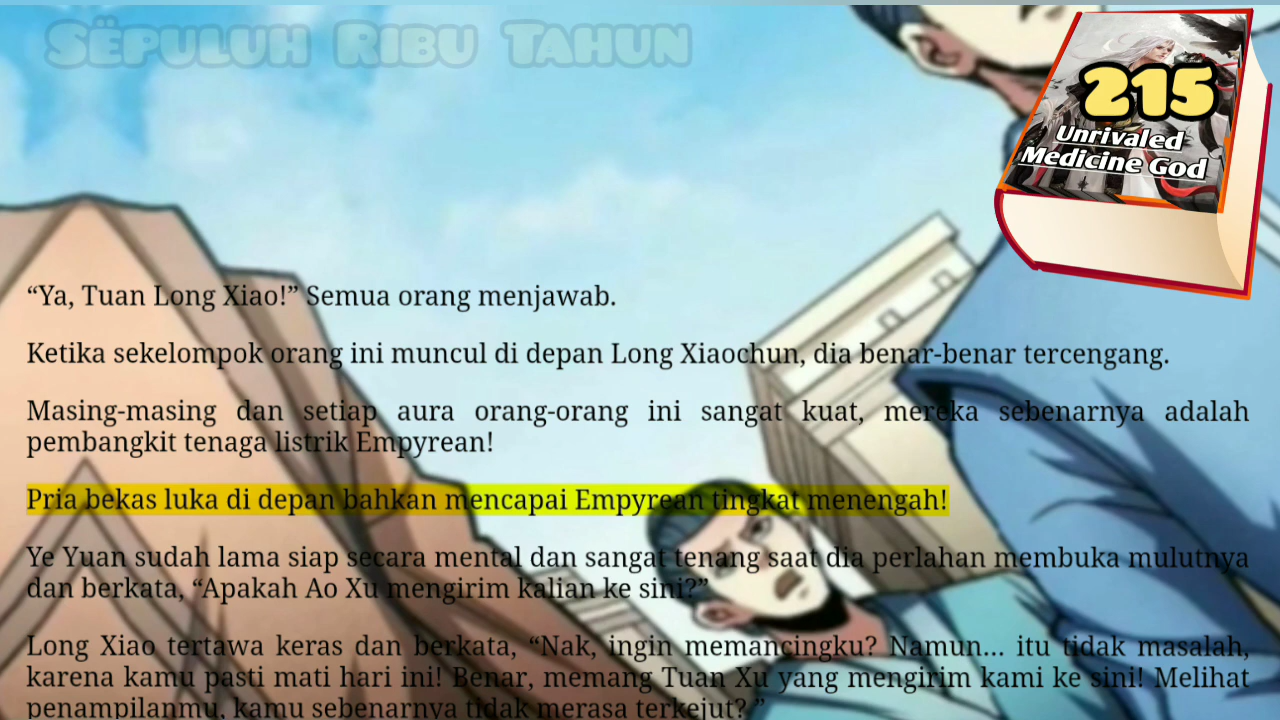 Sëpuluh Ribu Tahun
215
Unrivaled
Medicine God
“Ya, Tuan Long Xiao!” Semua orang menjawab.
Ketika sekelompok orang ini muncul di depan Long Xiaochun, dia benar-benar tercengang.
Masing-masing dan setiap aura orang-orang ini sangat kuat, mereka sebenarnya adalah
pembangkit tenaga listrik Empyrean!
Pria bekas luka di depan bahkan mencapai Empyrean tingkat menengah!
Ye Yuan sudah lama siap secara mental dan sangat tenang saat dia perlahan membuka mulutnya
dan berkata, “Apakah Ao Xu mengirim kalian ke sini?”
Long Xiao tertawa keras dan berkata, “Nak, ingin memancingku? Namun... itu tidak masalah,
karena kamu pasti mati hari ini! Benar, memang Tuan Xu yang mengirim kami ke sini! Melihat
penampilanmu, kamu sebenarnya tidak merasa terkejut? ”